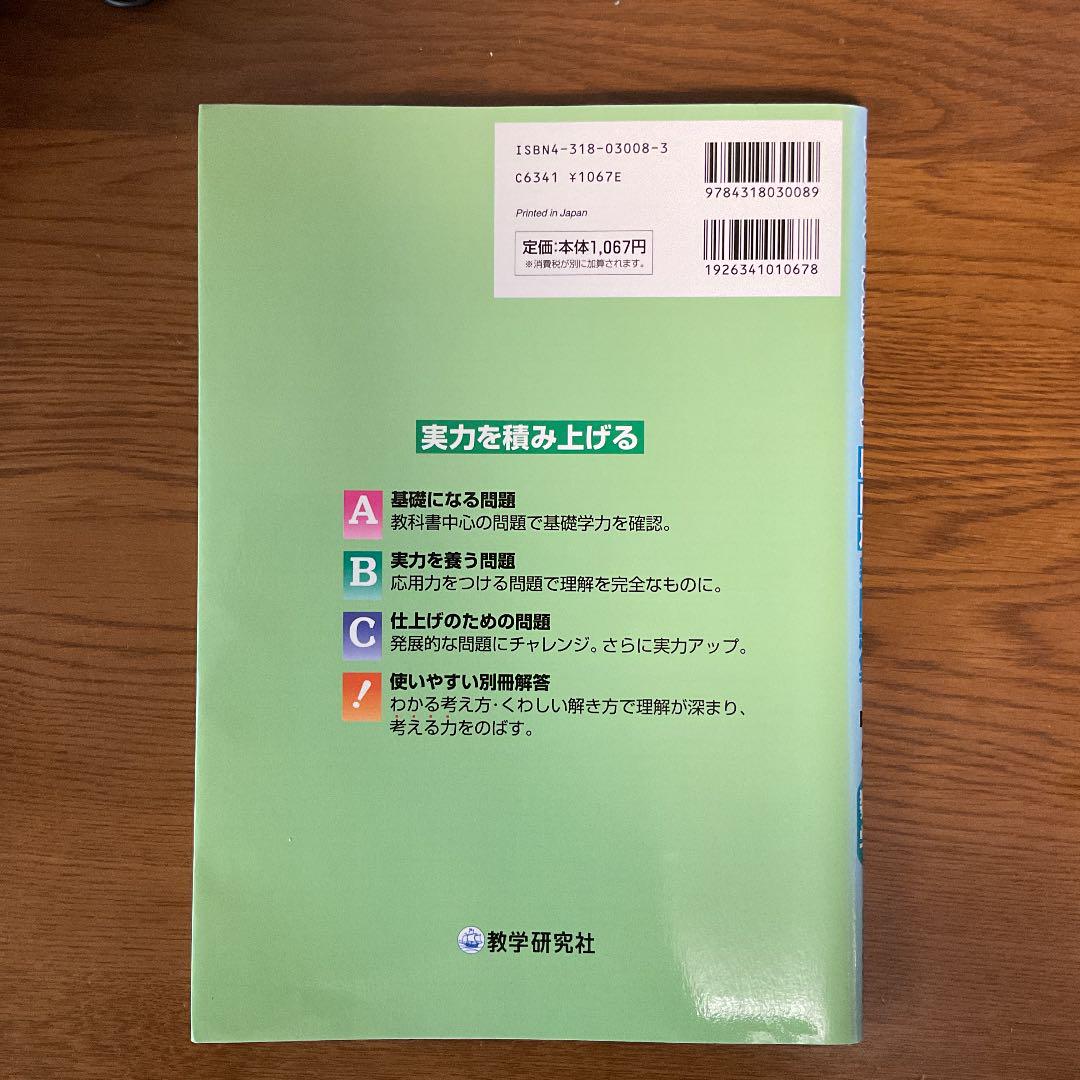 ISBN4-318-03008-3
C6341 ¥1067E
Printed in Japan
定価:本体1,067円
※消費税が別に加算されます。
9784318030089
1926341010678
実力を積み上げる
A 基礎になる問題
教科書中心の問題で基礎学力を確認。
B 実力を養う問題
応用力をつける問題で理解を完全なものに。
C 仕上げのための問題
発展的な問題にチャレンジ。さらに実力アップ。
! 使いやすい別冊解答
わかる考え方・くわしい解き方で理解が深まり、
考える力をのばす。
教学研究社